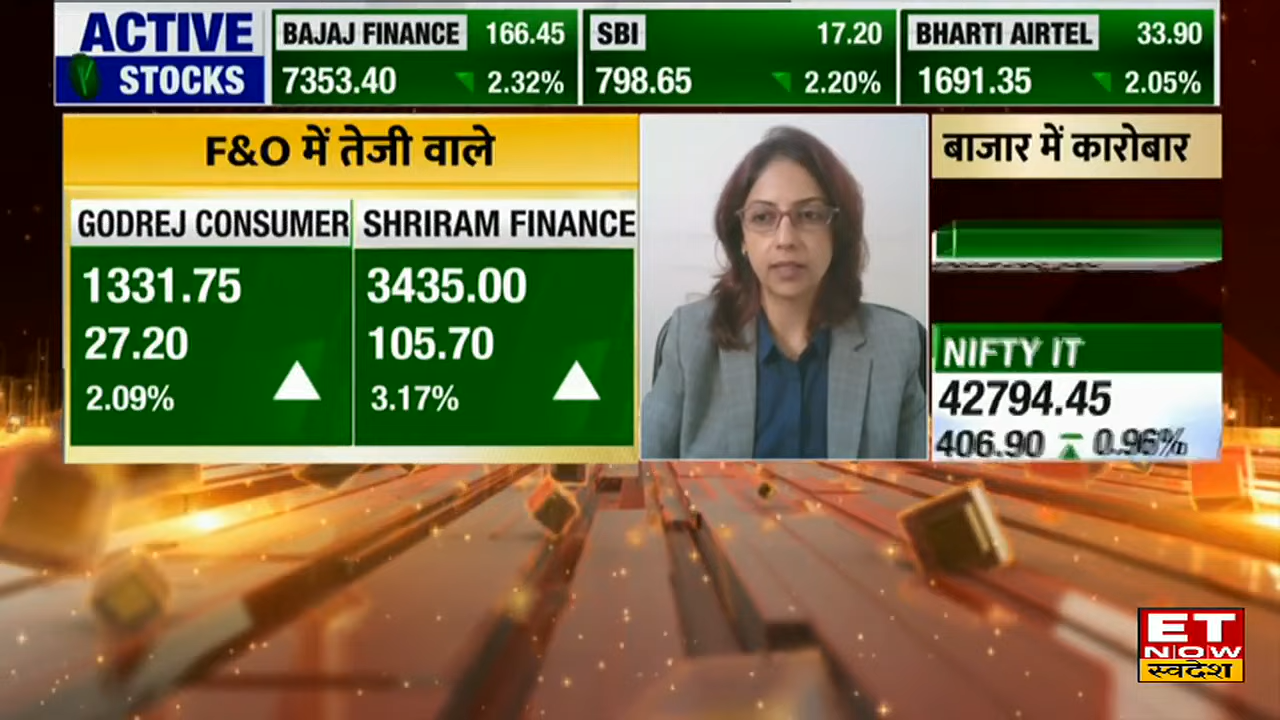 ACTIVE
STOCKS
BAJAJ FINANCE 166.45
7353.40 2.32%
SBI 17.20
798.65 2.20%
BHARTI AIRTEL 33.90
1691.35 2.05%
F&O में तेजी वाले
GODREJ CONSUMER
1331.75
27.20
2.09%
SHRIRAM FINANCE
3435.00
105.70
3.17%
बाजार में कारोबार
NIFTY IT
42794.45
406.90 0.96%
ET
NOW
स्वदेश